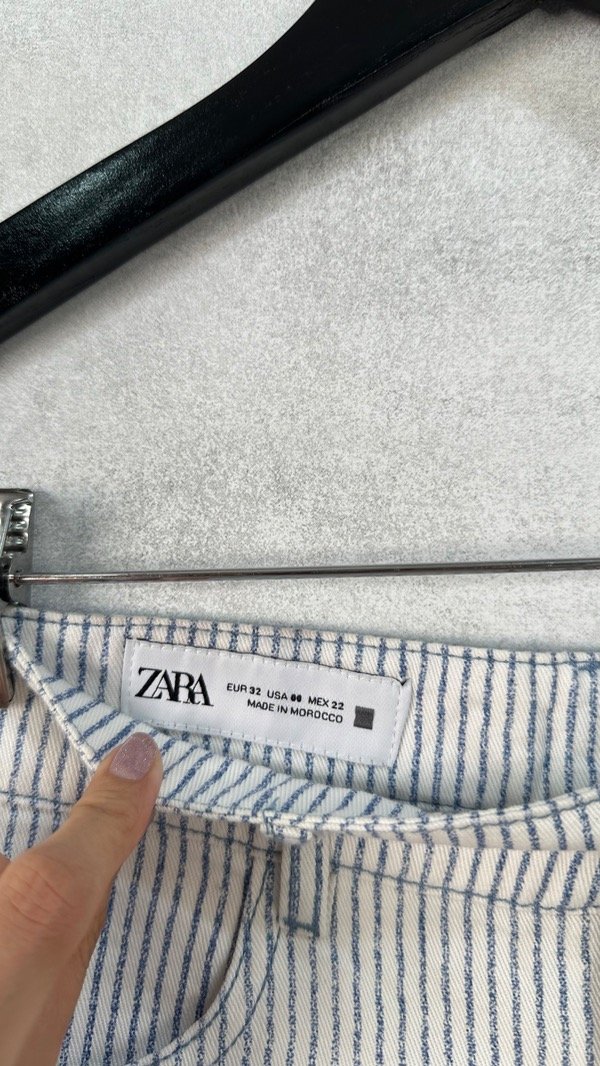 ZARA
EUR 32 USA 00 MEX 22
MADE IN MOROCCO